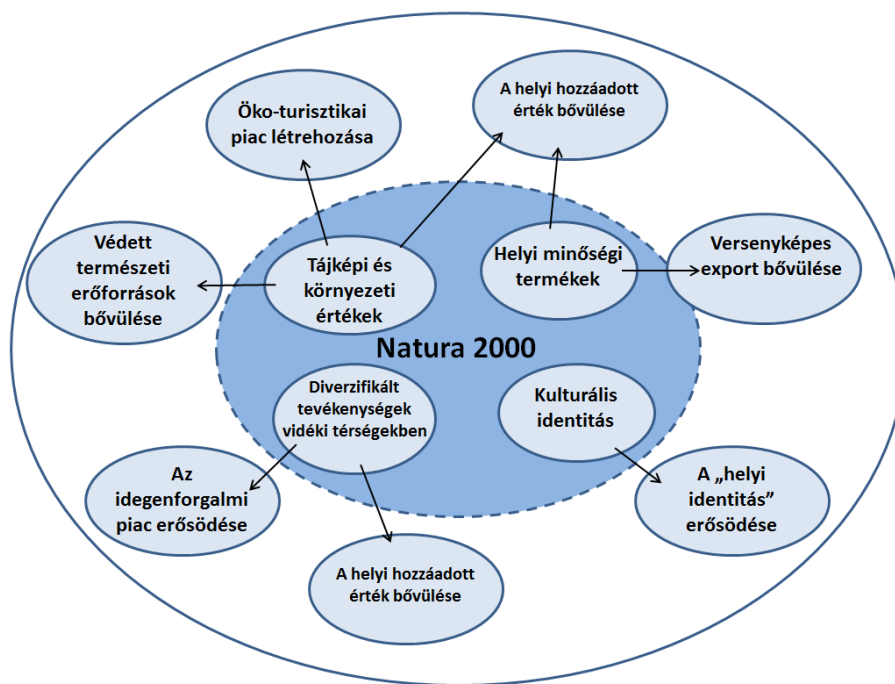 Öko-turisztikai
piac létrehozása
A helyi hozzáadott
érték bővülése
Védett
természeti
erőforrások
bővülése
Tájképi és
környezeti
értékek
Helyi minőségi
termékek
Versenyképes
export bővülése
Natura 2000
Diverzifikált
tevékenységek
vidéki térségekben
Kulturális
identitás
Az
idegenforgalmi
piac erősödése
A „helyi
identitás”
erősödése
A helyi hozzáadott
érték bővülése